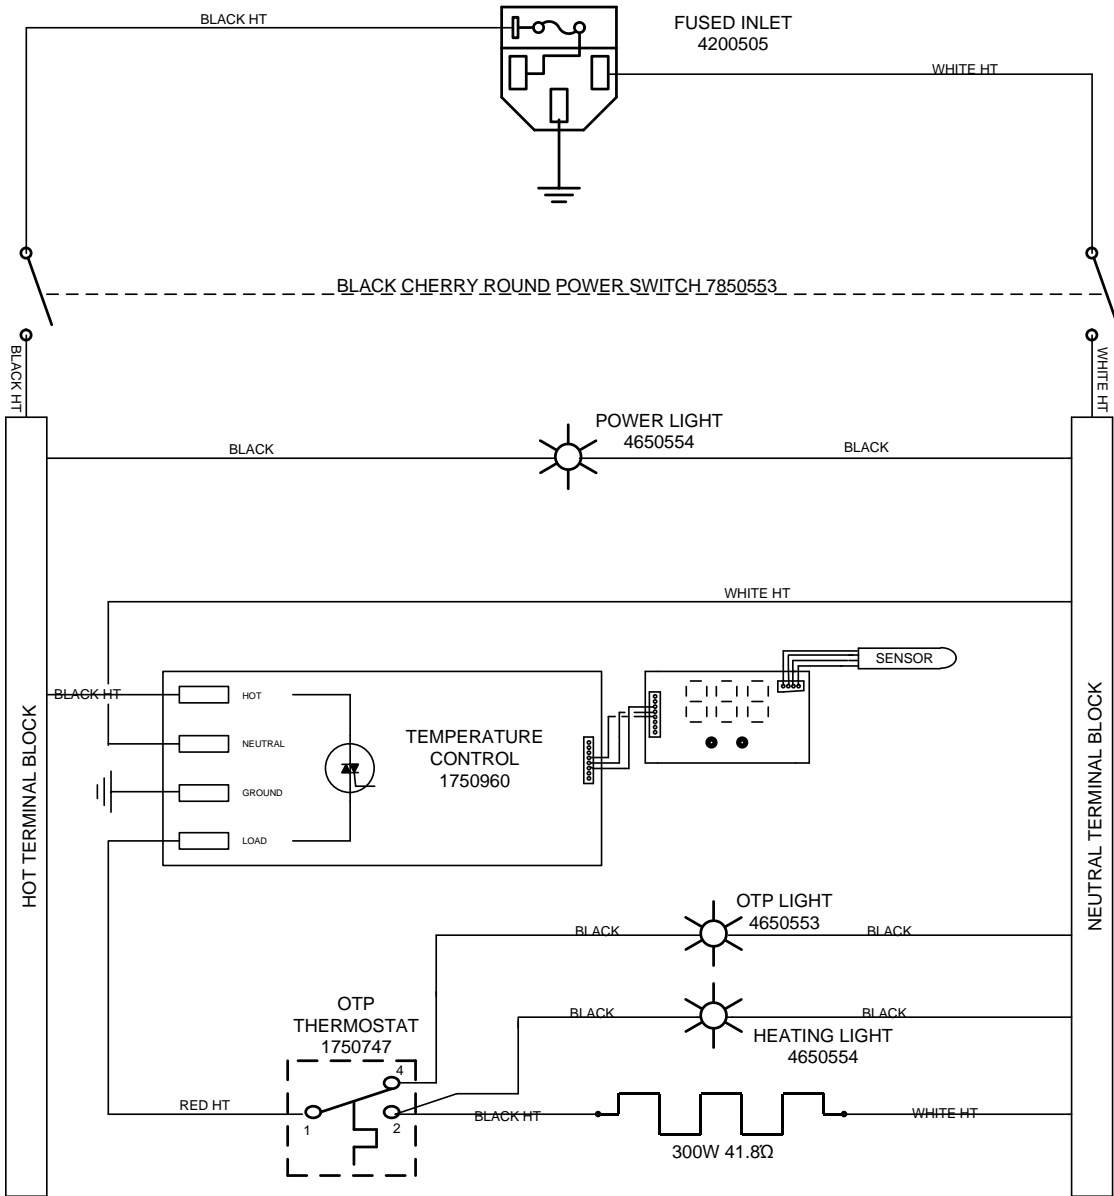 BLACK HT
FUSED INLET
4200505
WHITE HT
BLACK CHERRY ROUND POWER SWITCH 7850553
BLACK HT
WHITE HT
POWER LIGHT
4650554
BLACK
BLACK
WHITE HT
SENSOR
BLACK HT
HOT
NEUTRAL
GROUND
LOAD
TEMPERATURE
CONTROL
1750960
HOT TERMINAL BLOCK
NEUTRAL TERMINAL BLOCK
OTP LIGHT
4650553
BLACK
BLACK
OTP
THERMOSTAT
1750747
BLACK
BLACK
HEATING LIGHT
4650554
4
RED HT
1
2
BLACK HT
WHITE HT
300W 41.8Ω